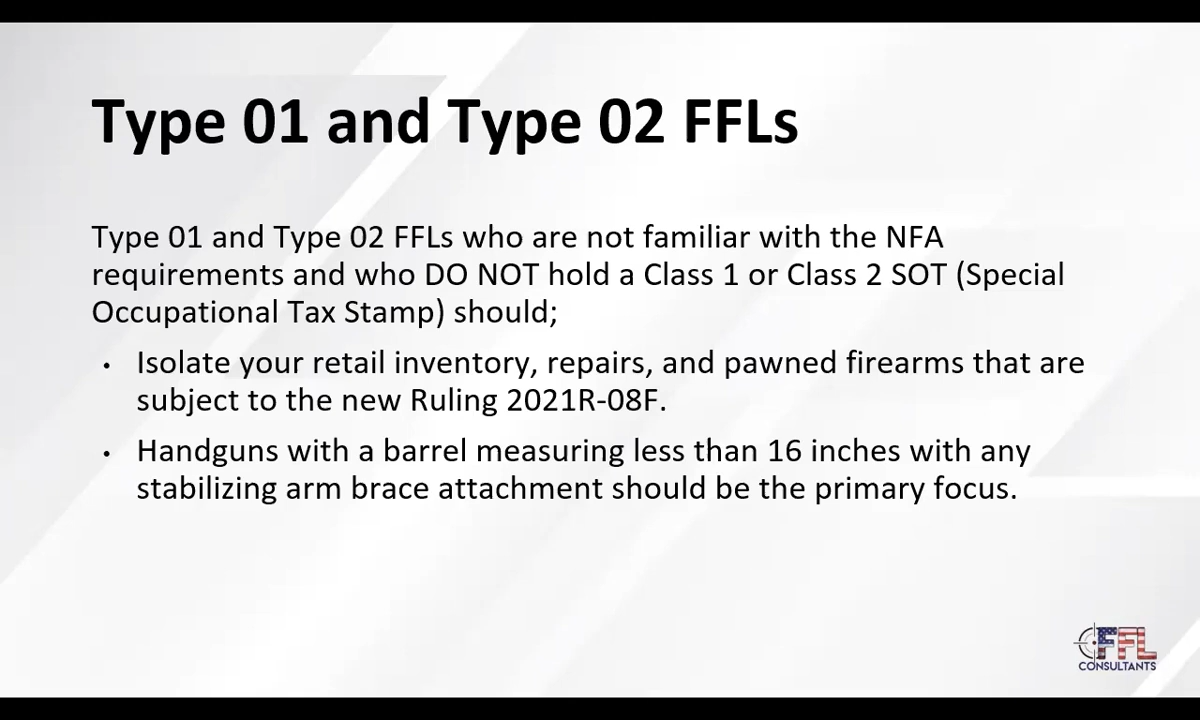 Type 01 and Type 02 FFLs
Type 01 and Type 02 FFLs who are not familiar with the NFA
requirements and who DO NOT hold a Class 1 or Class 2 SOT (Special
Occupational Tax Stamp) should;
• Isolate your retail inventory, repairs, and pawned firearms that are
subject to the new Ruling 2021R-08F.
• Handguns with a barrel measuring less than 16 inches with any
stabilizing arm brace attachment should be the primary focus.
FFL
CONSULTANTS